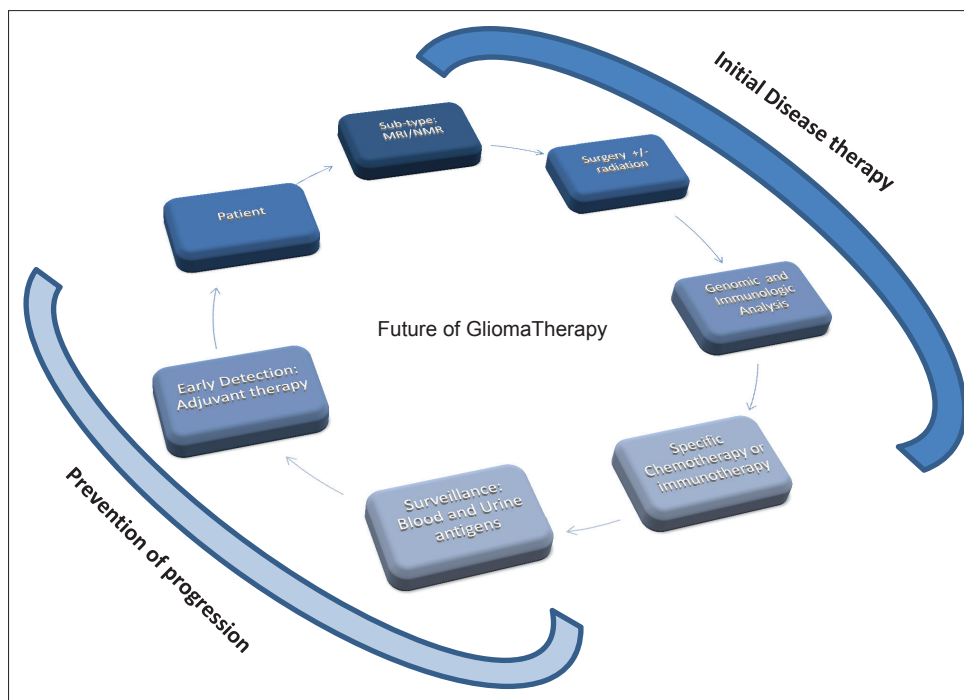 Initial Disease therapy
Sub-type:
MRI/NMR
Surgery +/-
radiation
Patient
Genomic and
Immunologic
Analysis
Future of GliomaTherapy
Early Detection:
Adjuvant therapy
Specific
Chemotherapy or
immunotherapy
Surveillance:
Blood and Urine
antigens
Prevention of progression